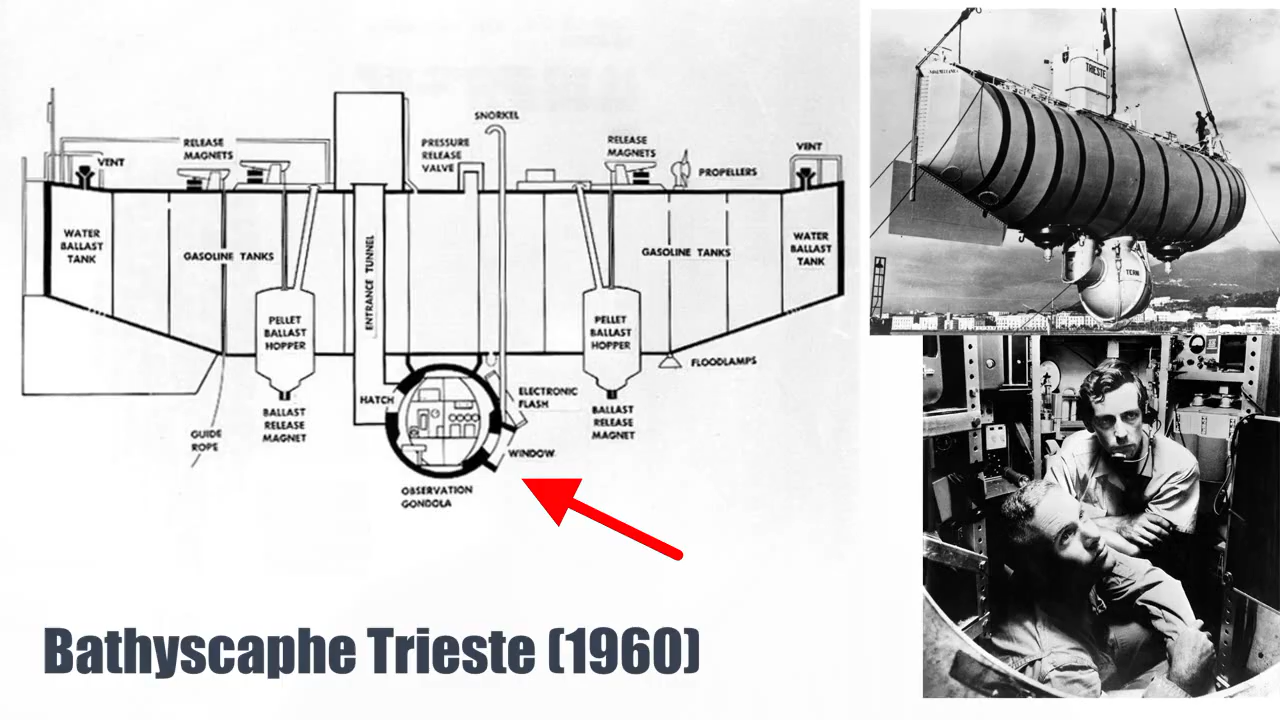 SNORKEL
RELEASE
MAGNETS
PRESSURE
RELEASE
VALVE
RELEASE
MAGNETS
VENT
VENT
PROPELLERS
WATER
BALLAST
TANK
GASOLINE TANKS
ENTRANCE TUNNEL
GASOLINE TANKS
WATER
BALLAST
TANK
PELLET
BALLAST
HOPPER
PELLET
BALLAST
HOPPER
FLOODLAMPS
HATCH
ELECTRONIC
FLASH
BALLAST
RELEASE
MAGNET
BALLAST
RELEASE
MAGNET
GUIDE
ROPE
WINDOW
OBSERVATION
GONDOLA
TRIESTE
TERNI
Bathyscaphe Trieste (1960)